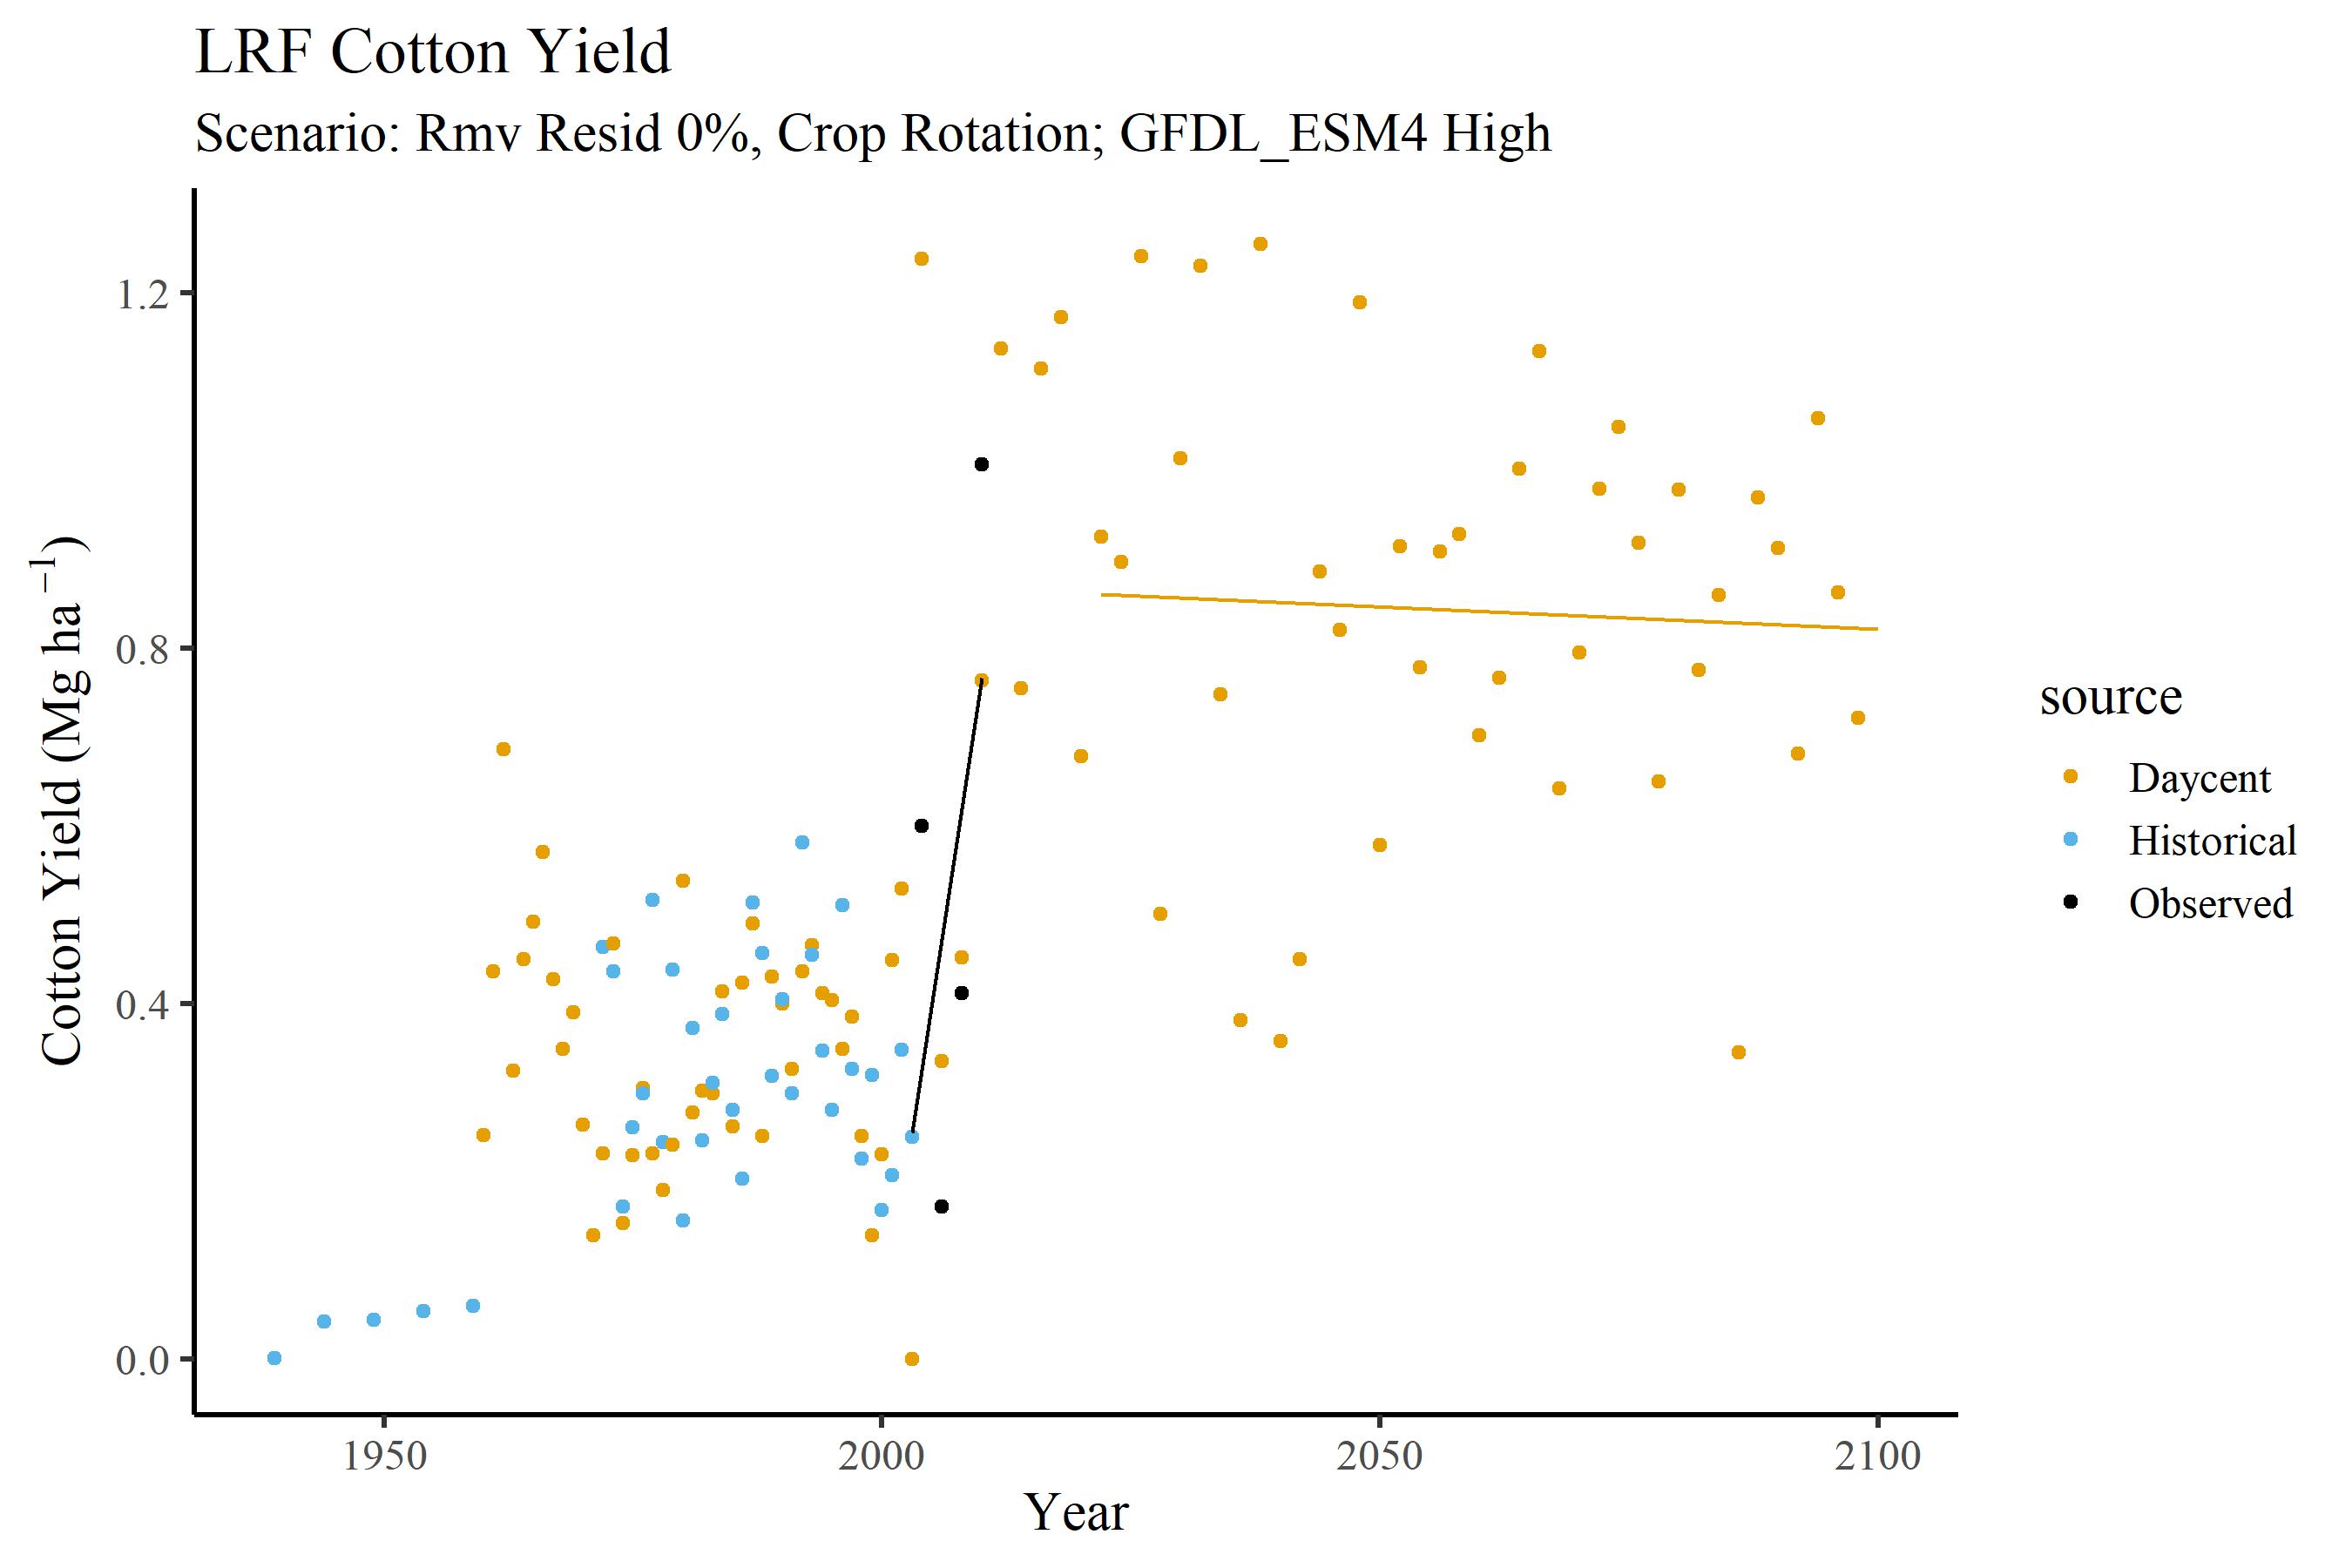 LRF Cotton Yield
Scenario: Rmv Resid 0%, Crop Rotation; GFDL_ESM4 High
Cotton Yield (Mg ha⁻¹)
1.2
0.8
0.4
0.0
1950 2000 2050 2100
Year
source
Daycent
Historical
Observed